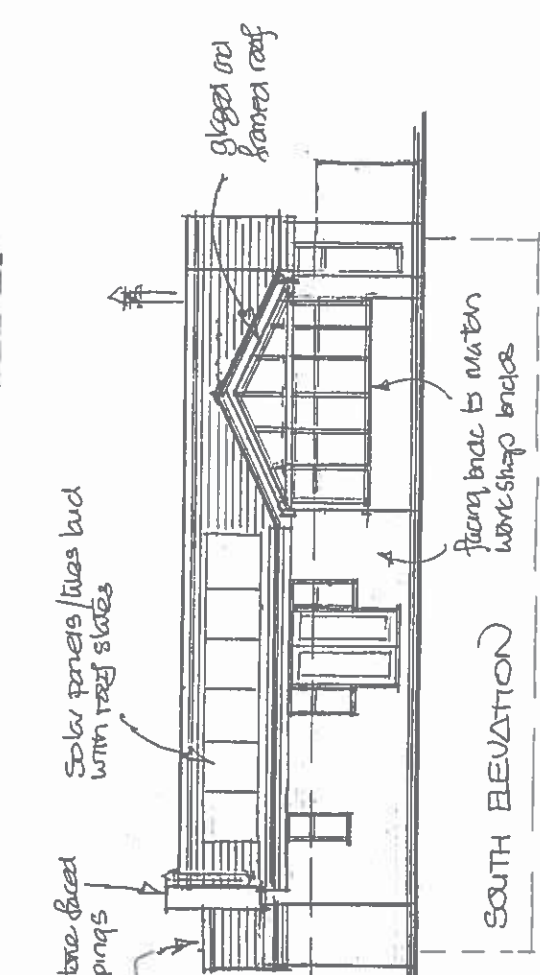 glazed and
framed roof
Solar panels/tiles laid
with roof slates
facing brick to match
workshop bricks
SOUTH ELEVATION
faced